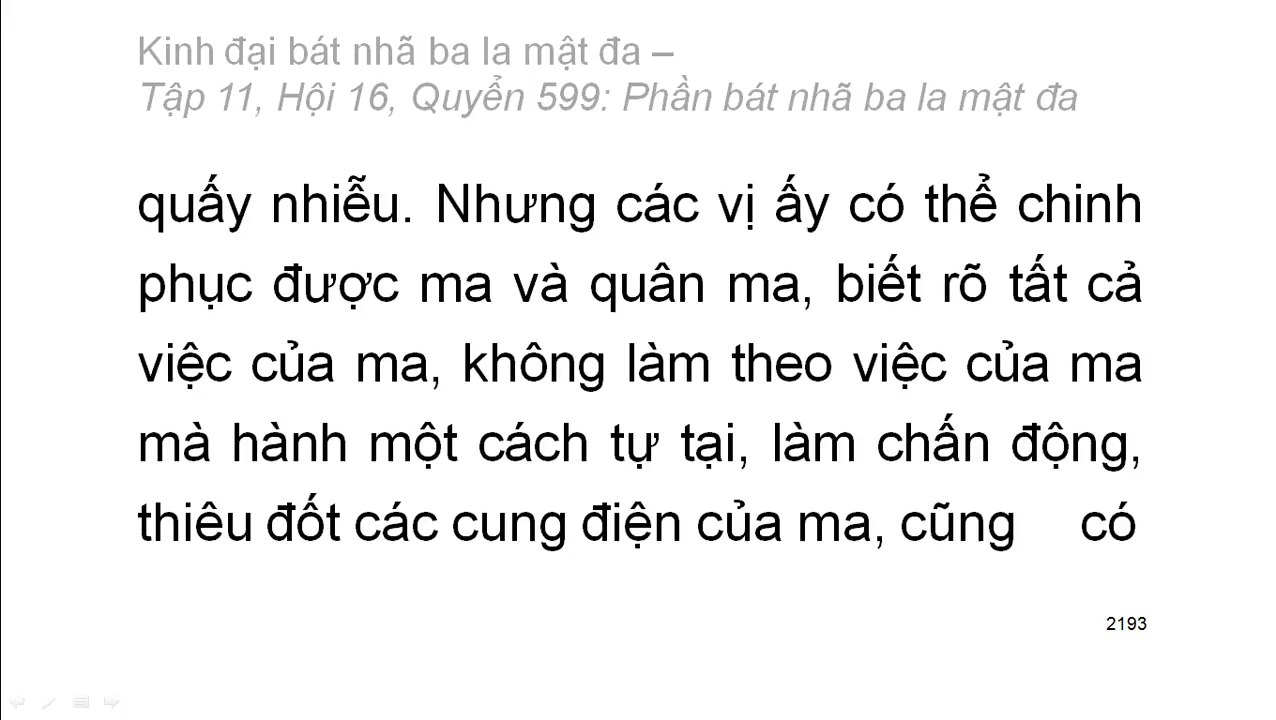 Kinh đại bát nhã ba la mật đa –
Tập 11, Hội 16, Quyển 599: Phần bát nhã ba la mật đa
quấy nhiễu. Nhưng các vị ấy có thể chinh
phục được ma và quân ma, biết rõ tất cả
việc của ma, không làm theo việc của ma
mà hành một cách tự tại, làm chấn động,
thiêu đốt các cung điện của ma, cũng có
2193